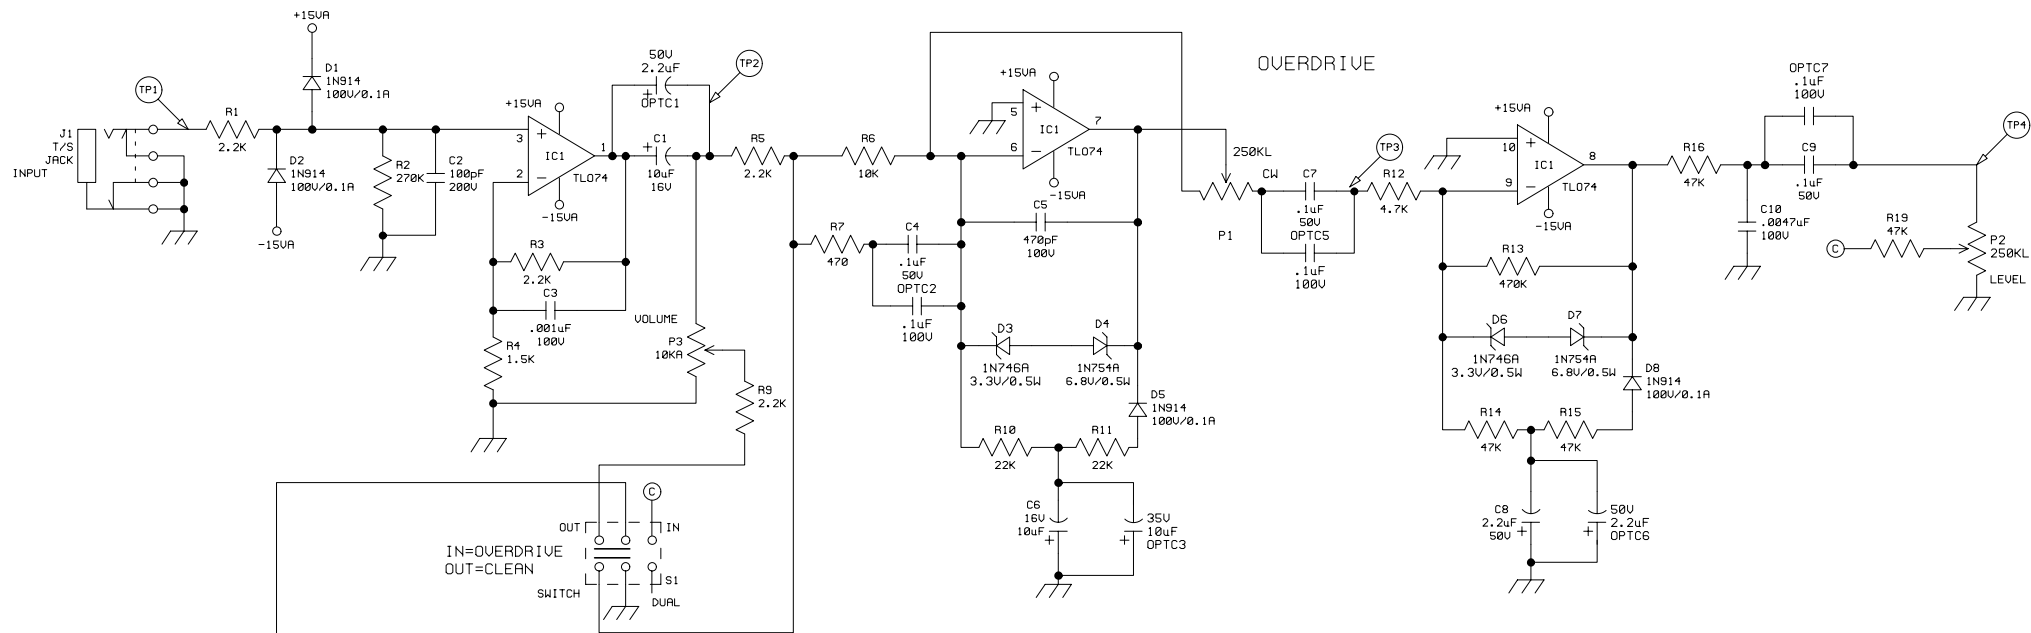 +15VA
D1
1N914
100V/0.1A
TP1
J1
T/S
JACK
INPUT
R1
2.2K
D2
1N914
100V/0.1A
-15VA
R2
270K
C2
100pF
200V
+15VA
3
+
IC1
1
2
−
TL074
-15VA
50V
2.2uF
+
OPTC1
TP2
C1
+
10uF
16V
R5
2.2K
R3
2.2K
C3
.001uF
100V
R4
1.5K
VOLUME
P3
10KA
R9
2.2K
R6
10K
R7
470
C4
.1uF
50V
OPTC2
.1uF
100V
+15VA
+
5
IC1
7
6
−
TL074
-15VA
C5
470pF
100V
D3
1N746A
3.3V/0.5W
D4
1N754A
6.8V/0.5W
D5
1N914
100V/0.1A
R10
22K
R11
22K
C6
16V
10uF
+
35V
10uF
+
OPTC3
OVERDRIVE
250KL
CW
P1
C7
.1uF
50V
OPTC5
.1uF
100V
TP3
R12
4.7K
+15VA
+
10
IC1
8
9
−
TL074
-15VA
R13
470K
D6
1N746A
3.3V/0.5W
D7
1N754A
6.8V/0.5W
D8
1N914
100V/0.1A
R14
47K
R15
47K
C8
2.2uF
50V
+
50V
2.2uF
+
OPTC6
R16
47K
OPTC7
.1uF
100V
C9
.1uF
50V
C10
.0047uF
100V
TP4
R19
47K
C
P2
250KL
LEVEL
C
OUT
IN
IN=OVERDRIVE
OUT=CLEAN
SWITCH
S1
DUAL